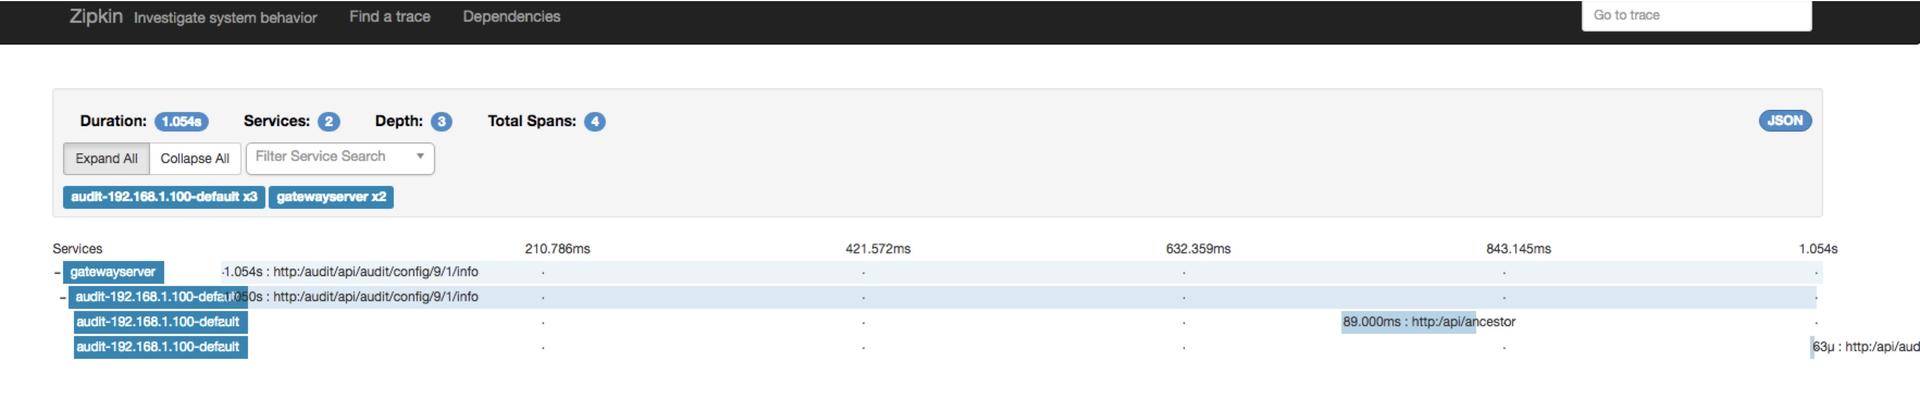 Zipkin Investigate system behavior Find a trace Dependencies Go to trace
Duration: 1.054s Services: 2 Depth: 3 Total Spans: 4 JSON
Expand All Collapse All Filter Service Search
audit-192.168.1.100-default x3 gatewayserver x2
Services 210.786ms 421.572ms 632.359ms 843.145ms 1.054s
- gatewayserver 1.054s : http:/audit/api/audit/config/9/1/info
- audit-192.168.1.100-default 1.050s : http:/audit/api/audit/config/9/1/info
audit-192.168.1.100-default 89.000ms : http:/api/ancestor
audit-192.168.1.100-default 63μ : http:/api/aud